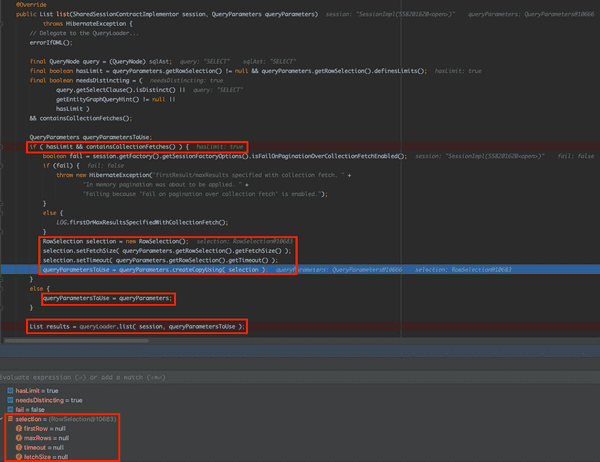 @Override
public List list(SharedSessionContractImplementor session, QueryParameters queryParameters) session: "SessionImpl(558201620<open>)" queryParameters: QueryParameters@10666
throws HibernateException {
// Delegate to the QueryLoader...
errorIfDML();
final QueryNode query = (QueryNode) sqlAst; query: "SELECT" sqlAst: "SELECT"
final boolean hasLimit = queryParameters.getRowSelection() != null && queryParameters.getRowSelection().definesLimits(); hasLimit: true
final boolean needsDistincting = ( needsDistincting: true
query.getSelectClause().isDistinct() || query: "SELECT"
getEntityGraphQueryHint() != null ||
hasLimit )
&& containsCollectionFetches();
QueryParameters queryParametersToUse;
if ( hasLimit && containsCollectionFetches() ) { hasLimit: true
boolean fail = session.getFactory().getSessionFactoryOptions().isFailOnPaginationOverCollectionFetchEnabled(); session: "SessionImpl(558201620<open>)" fail: false
if (fail) { fail: false
throw new HibernateException("firstResult/maxResults specified with collection fetch. " +
"In memory pagination was about to be applied. " +
"Failing because 'Fail on pagination over collection fetch' is enabled.");
}
else {
LOG.firstOrMaxResultsSpecifiedWithCollectionFetch();
}
RowSelection selection = new RowSelection(); selection: RowSelection@10683
selection.setFetchSize( queryParameters.getRowSelection().getFetchSize() );
selection.setTimeout( queryParameters.getRowSelection().getTimeout() );
queryParametersToUse = queryParameters.createCopyUsing( selection ); queryParameters: QueryParameters@10666 selection: RowSelection@10683
}
else {
queryParametersToUse = queryParameters;
}
List results = queryLoader.list( session, queryParametersToUse );
Evaluate expression (⏎) or add a watch (⇧⌘⏎)
hasLimit = true
needsDistincting = true
fail = false
selection = {RowSelection@10683}
firstRow = null
maxRows = null
timeout = null
fetchSize = null